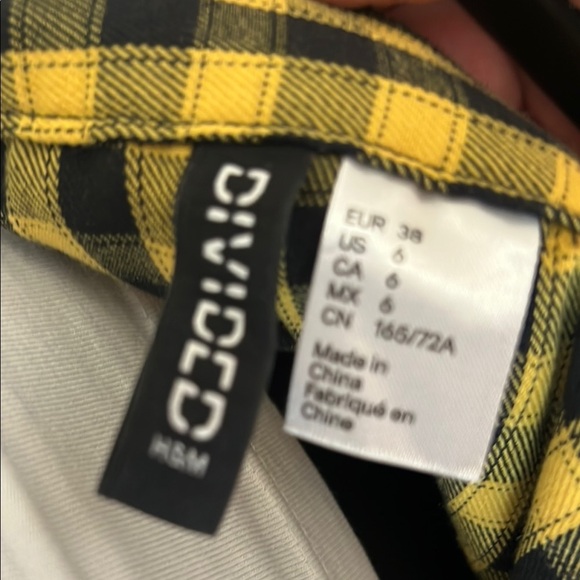 DIVIDED
H&M
EUR 38
US 6
CA 6
MX 6
CN 165/72A
Made in
China
Fabriqué en
Chine